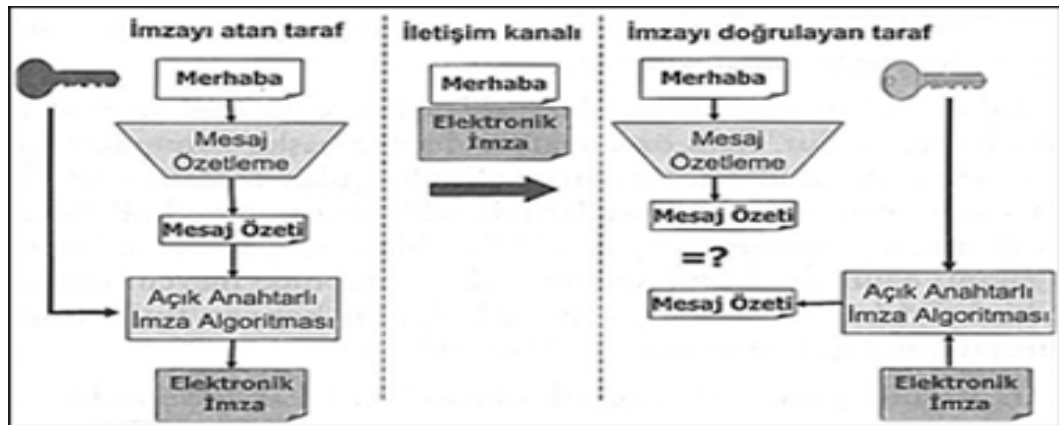 İmzayı atan taraf
Merhaba
Mesaj
Özetleme
Mesaj Özeti
Açık Anahtarlı
İmza Algoritması
Elektronik
İmza
İletişim kanalı
Merhaba
Elektronik
İmza
İmzayı doğrulayan taraf
Merhaba
Mesaj
Özetleme
Mesaj Özeti
=?
Mesaj Özeti
Açık Anahtarlı
İmza Algoritması
Elektronik
İmza